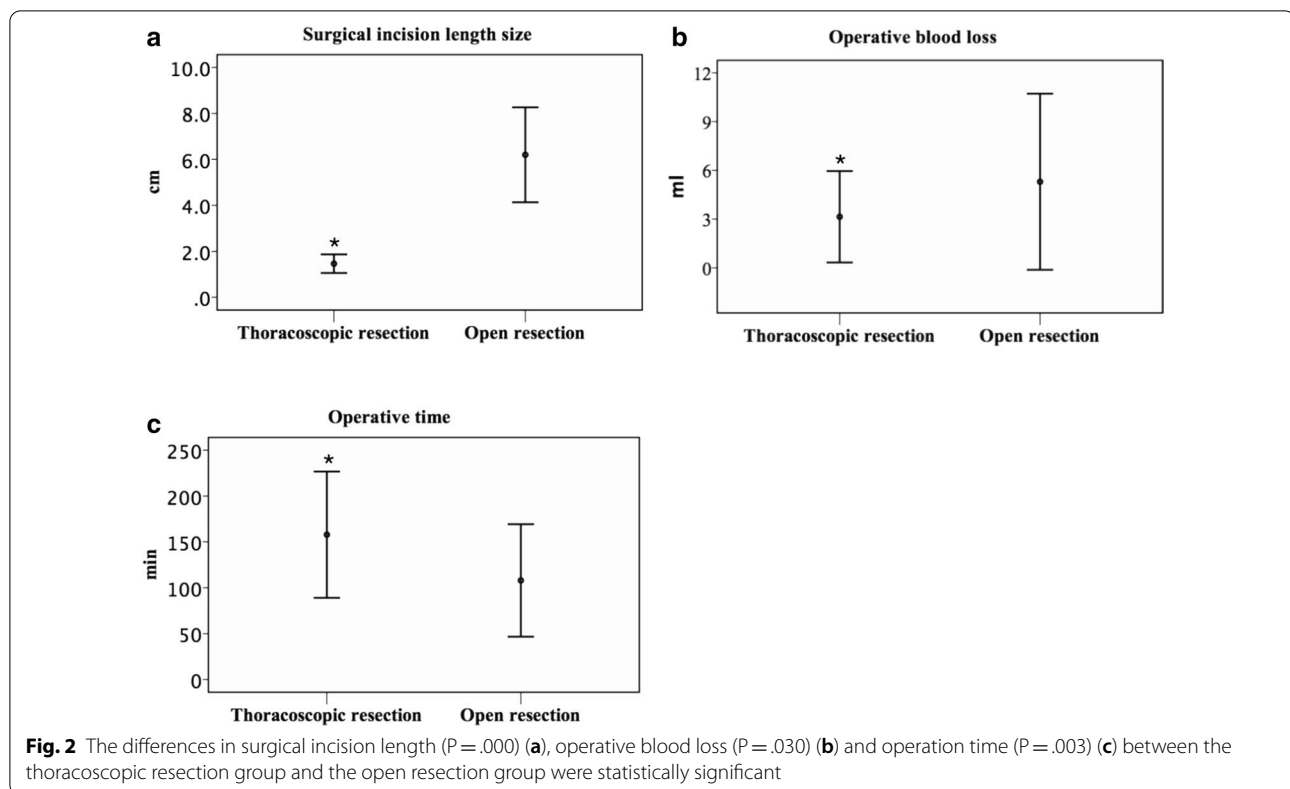 a
Surgical incision length size
10.0
8.0
6.0
4.0
2.0
.0
cm
*
Thoracoscopic resection Open resection
b
Operative blood loss
12
9
6
3
0
ml
*
Thoracoscopic resection Open resection
c
Operative time
250
200
150
100
50
0
min
*
Thoracoscopic resection Open resection
Fig. 2 The differences in surgical incision length (P = .000) (a), operative blood loss (P = .030) (b) and operation time (P = .003) (c) between the
thoracoscopic resection group and the open resection group were statistically significant